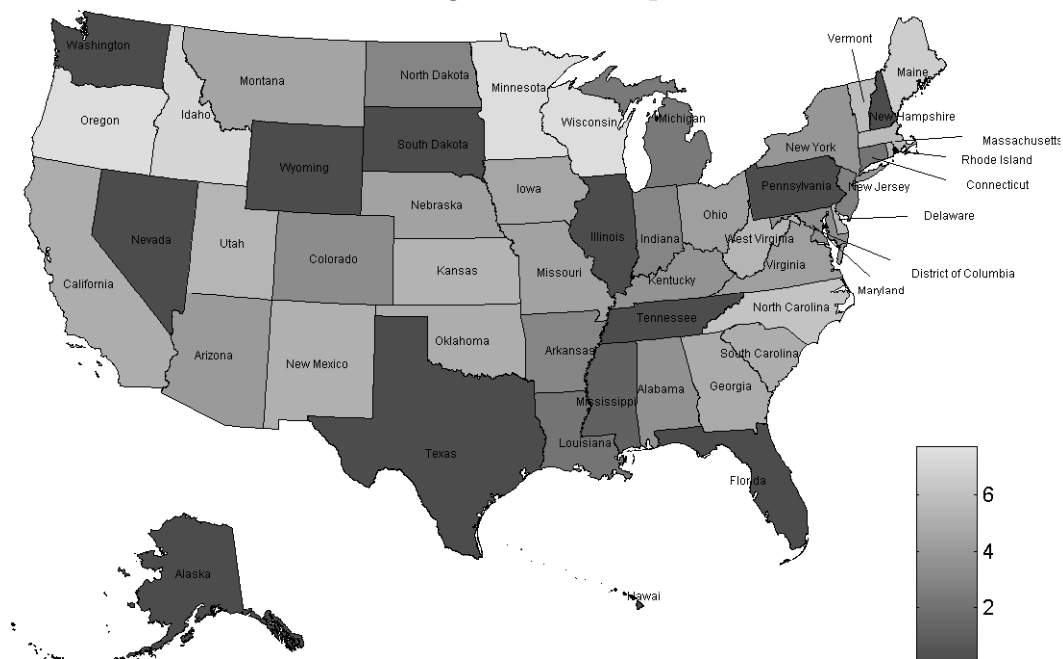 Vermont
Washington
Maine
North Dakota
Montana
Minnesota
Idaho
New Hampshire
Oregon
Wisconsin
Michigan
Massachusetts
South Dakota
New York
Rhode Island
Wyoming
Connecticut
Pennsylvania
New Jersey
Iowa
Nebraska
Ohio
Delaware
Nevada
Utah
Illinois
Indiana
West Virginia
Colorado
Kansas
Missouri
Virginia
District of Columbia
California
Kentucky
Maryland
North Carolina
Tennessee
Oklahoma
Arkansas
South Carolina
Arizona
New Mexico
Georgia
Alabama
Mississippi
Louisiana
Texas
Florida
6
4
Alaska
Hawai
2